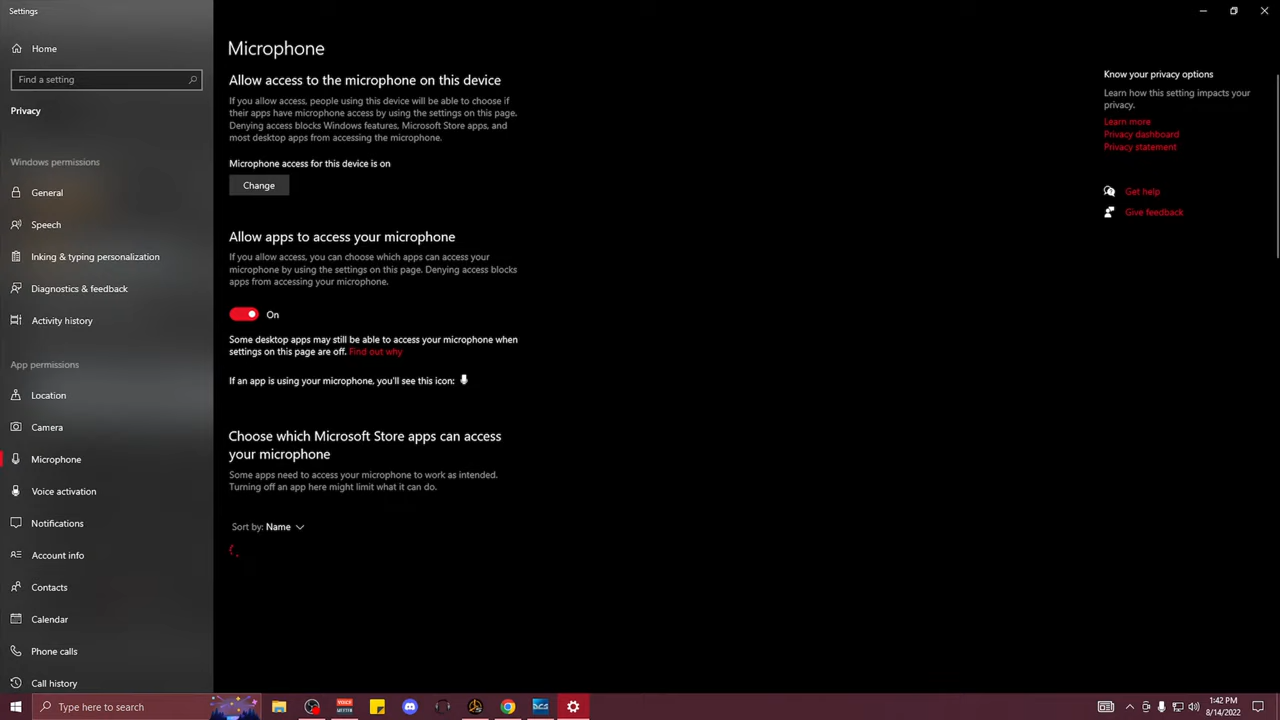 Settings
Home
Find a setting
Privacy
Windows permissions
General
Speech
Inking & typing personalization
Diagnostics & feedback
Activity history
App permissions
Location
Camera
Microphone
Voice activation
Notifications
Account info
Contacts
Calendar
Phone calls
Call history
Microphone
Allow access to the microphone on this device
If you allow access, people using this device will be able to choose if
their apps have microphone access by using the settings on this page.
Denying access blocks Windows features, Microsoft Store apps, and
most desktop apps from accessing the microphone.
Microphone access for this device is on
Change
Allow apps to access your microphone
If you allow access, you can choose which apps can access your
microphone by using the settings on this page. Denying access blocks
apps from accessing your microphone.
On
Some desktop apps may still be able to access your microphone when
settings on this page are off. Find out why
If an app is using your microphone, you'll see this icon:
Choose which Microsoft Store apps can access
your microphone
Some apps need to access your microphone to work as intended.
Turning off an app here might limit what it can do.
Sort by: Name
Know your privacy options
Learn how this setting impacts your
privacy.
Learn more
Privacy dashboard
Privacy statement
Get help
Give feedback
Type here to search
VOICE
DCS
1:42 PM
8/14/2022